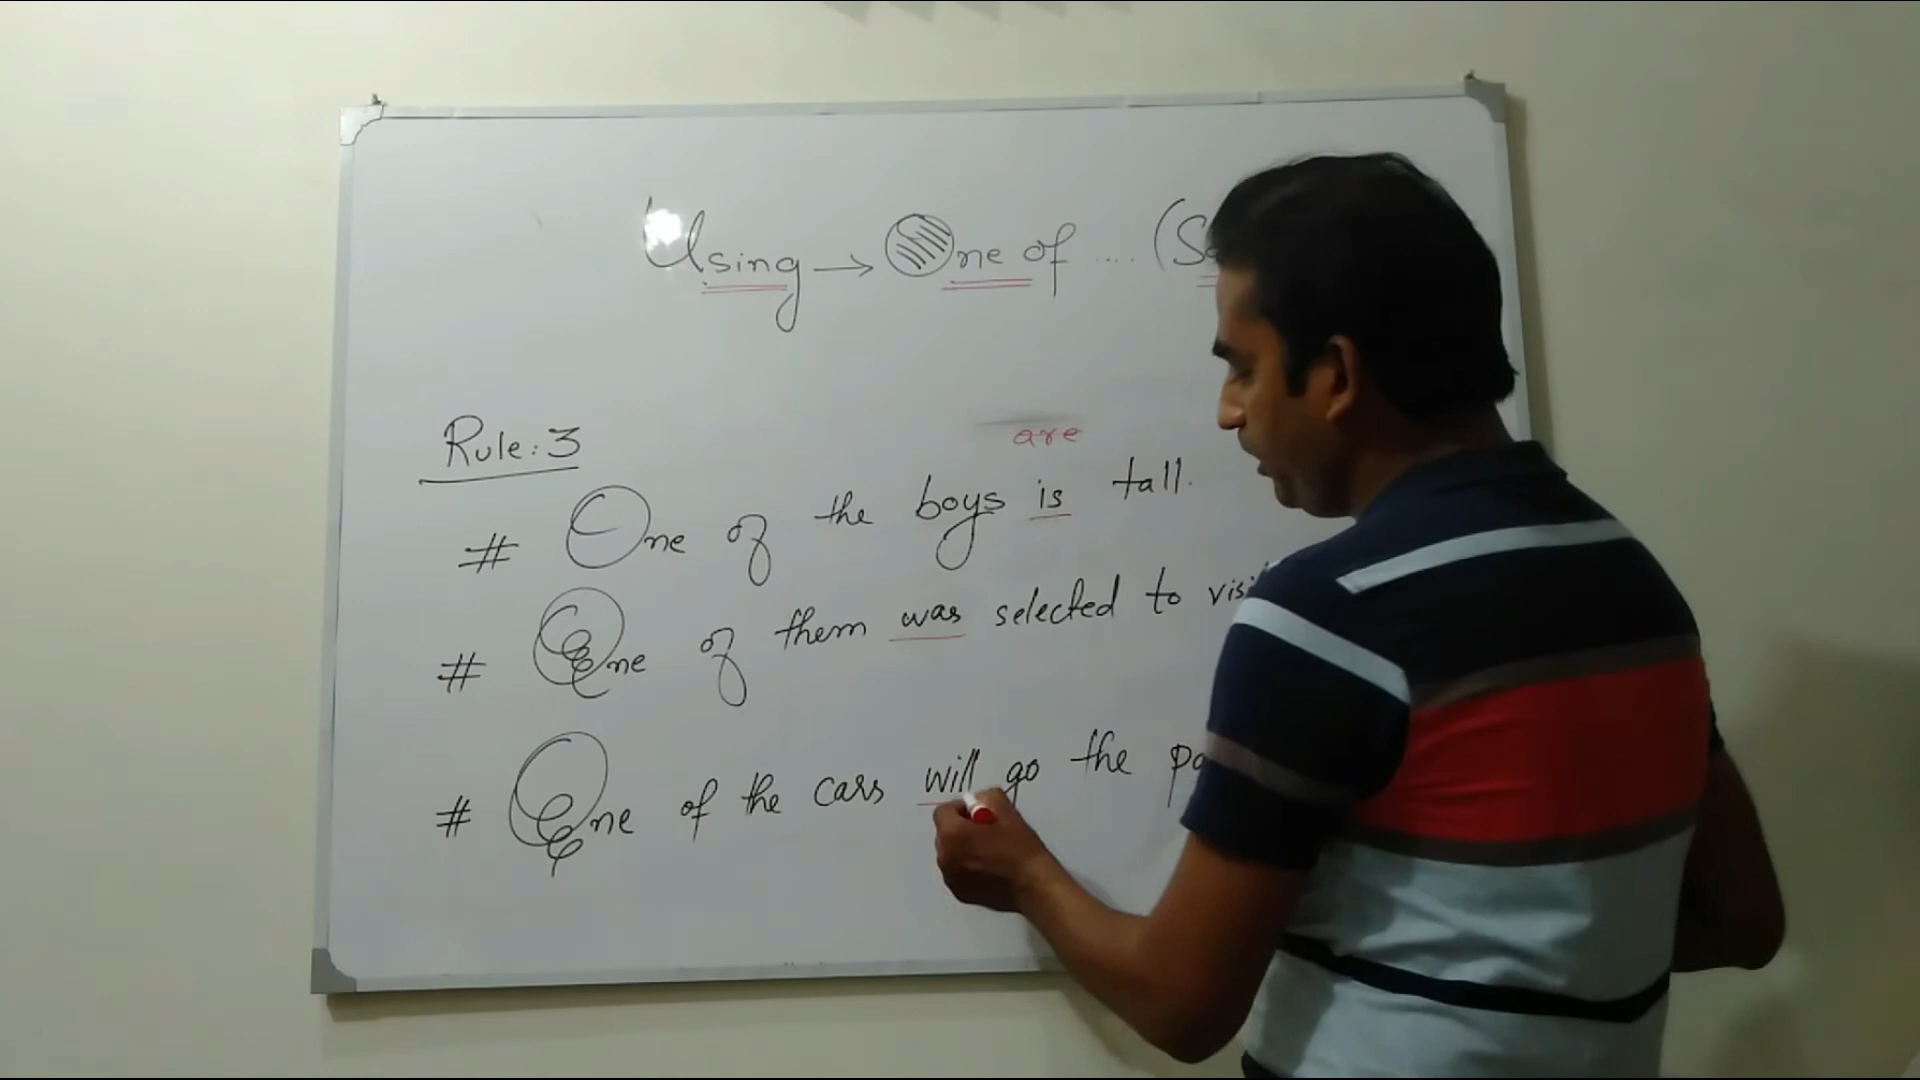 Using → One of .... (S
Rule: 3
are
# One of the boys is tall.
# One of them was selected to visi
# One of the cars will go the pa